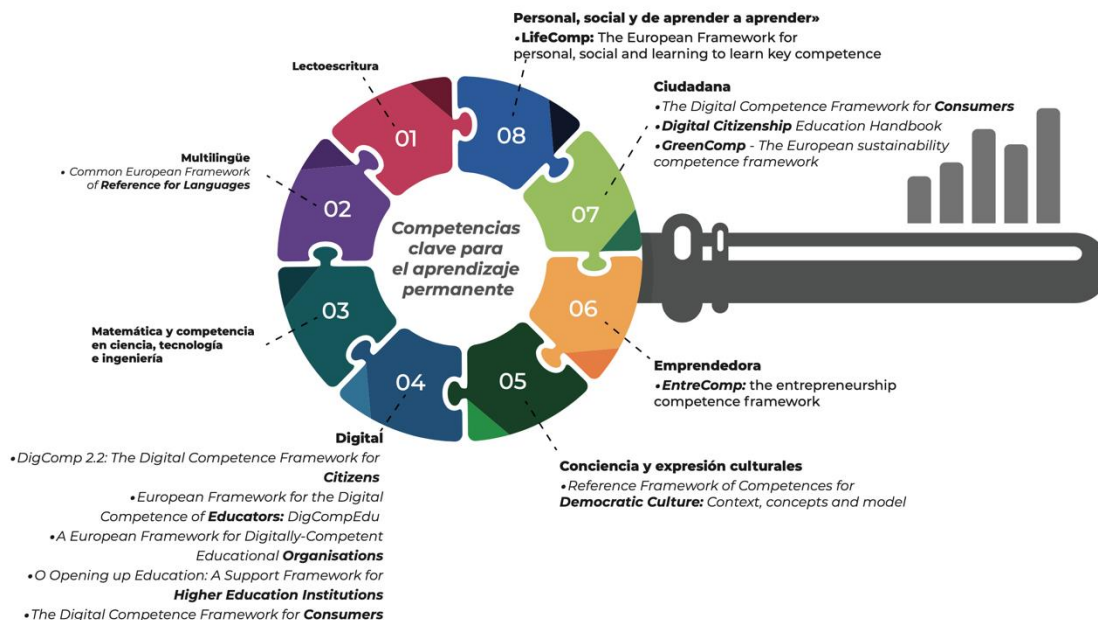 Personal, social y de aprender a aprender»
•LifeComp: The European Framework for
personal, social and learning to learn key competence
Lectoescritura
01
08
Ciudadana
•The Digital Competence Framework for Consumers
•Digital Citizenship Education Handbook
•GreenComp - The European sustainability
competence framework
Multilingüe
• Common European Framework
of Reference for Languages
02
07
Competencias
clave para
el aprendizaje
permanente
03
06
Matemática y competencia
en ciencia, tecnología
e ingeniería
Emprendedora
•EntreComp: the entrepreneurship
competence framework
04
05
Digital
•DigComp 2.2: The Digital Competence Framework for
Citizens
•European Framework for the Digital
Competence of Educators: DigCompEdu
•A European Framework for Digitally-Competent
Educational Organisations
•O Opening up Education: A Support Framework for
Higher Education Institutions
•The Digital Competence Framework for Consumers
Conciencia y expresión culturales
•Reference Framework of Competences for
Democratic Culture: Context, concepts and model